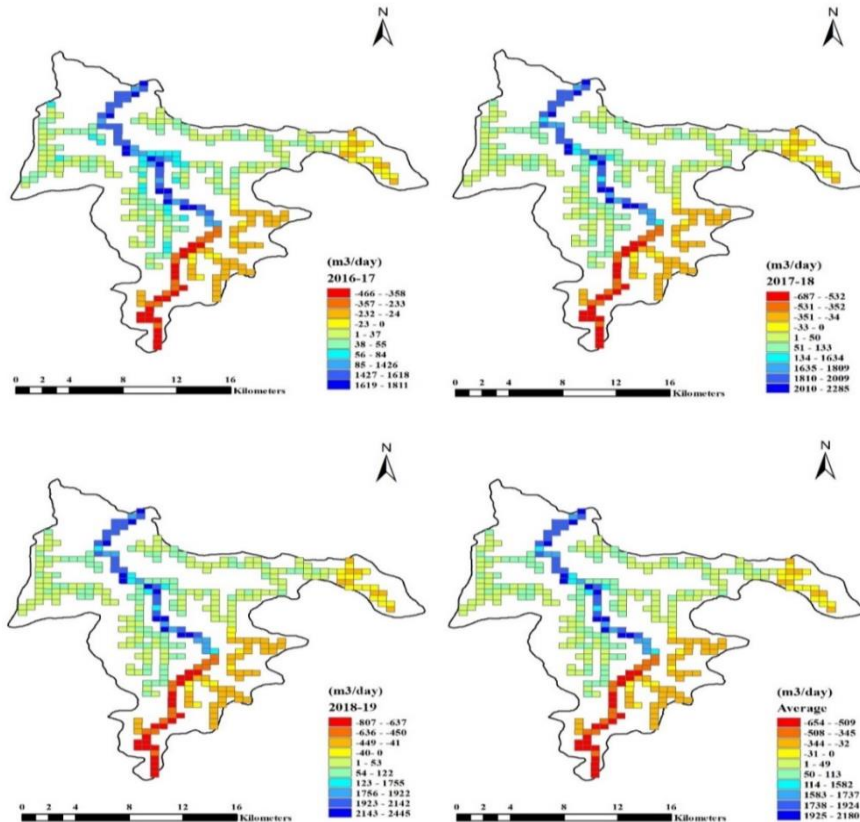 N
(m3/day)
2016-17
-466 - -358
-357 - -233
-232 - -24
-23 - 0
1 - 37
38 - 55
56 - 84
85 - 1426
1427 - 1618
1619 - 1811
0 4 8 12 16
Kilometers
N
(m3/day)
2017-18
-687 - -532
-531 - -352
-351 - -34
-33 - 0
1 - 50
51 - 133
134 - 1634
1635 - 1809
1810 - 2009
2010 - 2285
0 4 8 12 16
Kilometers
N
(m3/day)
2018-19
-807 - -637
-636 - -450
-449 - -41
-40- 0
1 - 53
54 - 122
123 - 1755
1756 - 1922
1923 - 2142
2143 - 2445
0 4 8 12 16
Kilometers
N
(m3/day)
Average
-654 - -509
-508 - -345
-344 - -32
-31 - 0
1 - 49
50 - 113
114 - 1582
1583 - 1737
1738 - 1924
1925 - 2180
0 4 8 12 16
Kilometers